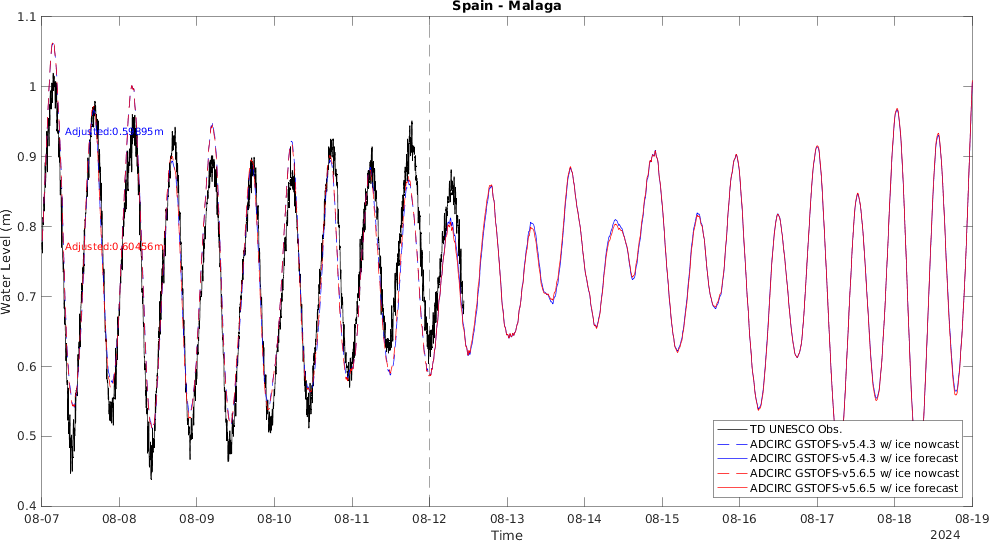 Spain - Malaga
1.1
1
0.9
0.8
0.7
0.6
0.5
0.4
Water Level (m)
Adjusted:0.59895m
Adjusted:0.60456m
TD UNESCO Obs.
ADCIRC GSTOFS-v5.4.3 w/ ice nowcast
ADCIRC GSTOFS-v5.4.3 w/ ice forecast
ADCIRC GSTOFS-v5.6.5 w/ ice nowcast
ADCIRC GSTOFS-v5.6.5 w/ ice forecast
08-07 08-08 08-09 08-10 08-11 08-12 08-13 08-14 08-15 08-16 08-17 08-18 08-19
Time
2024